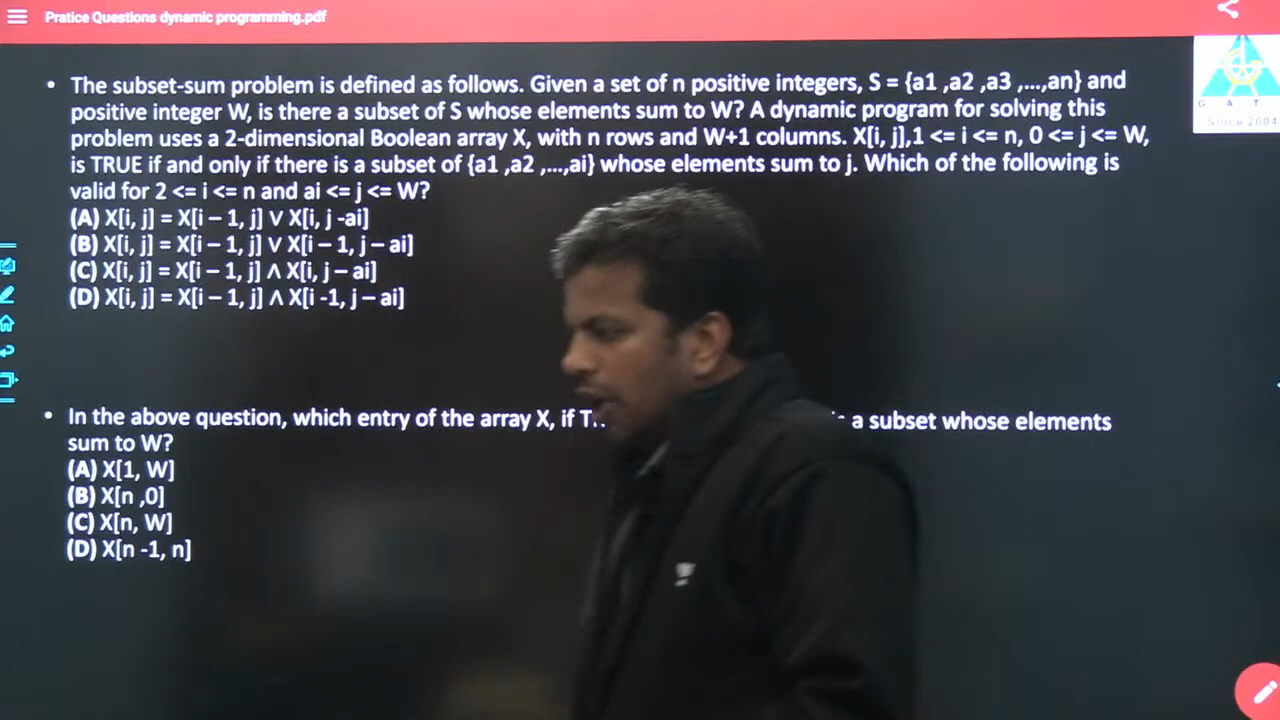 Pratice Questions dynamic programming.pdf
• The subset-sum problem is defined as follows. Given a set of n positive integers, S = {a1 ,a2 ,a3 ,...,an} and
positive integer W, is there a subset of S whose elements sum to W? A dynamic program for solving this
problem uses a 2-dimensional Boolean array X, with n rows and W+1 columns. X[i, j],1 <= i <= n, 0 <= j <= W,
is TRUE if and only if there is a subset of {a1 ,a2 ,...,ai} whose elements sum to j. Which of the following is
valid for 2 <= i <= n and ai <= j <= W?
(A) X[i, j] = X[i – 1, j] V X[i, j -ai]
(B) X[i, j] = X[i – 1, j] V X[i – 1, j – ai]
(C) X[i, j] = X[i – 1, j] Λ X[i, j – ai]
(D) X[i, j] = X[i – 1, j] Λ X[i -1, j – ai]
• In the above question, which entry of the array X, if a subset whose elements
sum to W?
(A) X[1, W]
(B) X[n ,0]
(C) X[n, W]
(D) X[n -1, n]
G A T
Since 2004